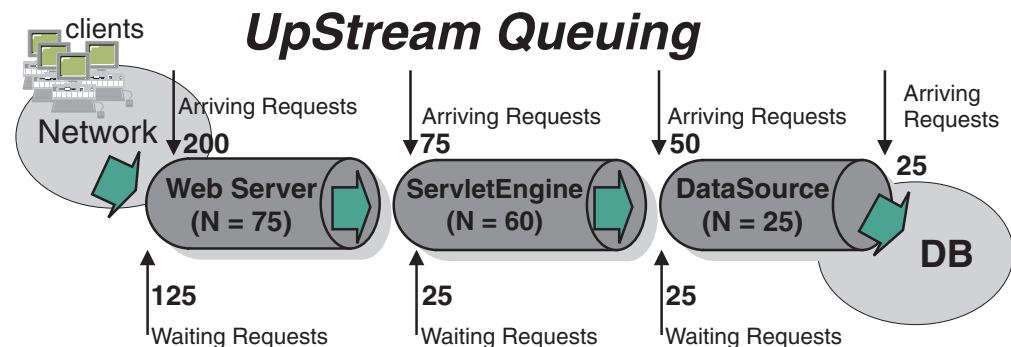 clients
UpStream Queuing
Network
Arriving Requests
200
Arriving Requests
75
Arriving Requests
50
Arriving
Requests
25
Web Server
(N = 75)
ServletEngine
(N = 60)
DataSource
(N = 25)
DB
125
Waiting Requests
25
Waiting Requests
25
Waiting Requests